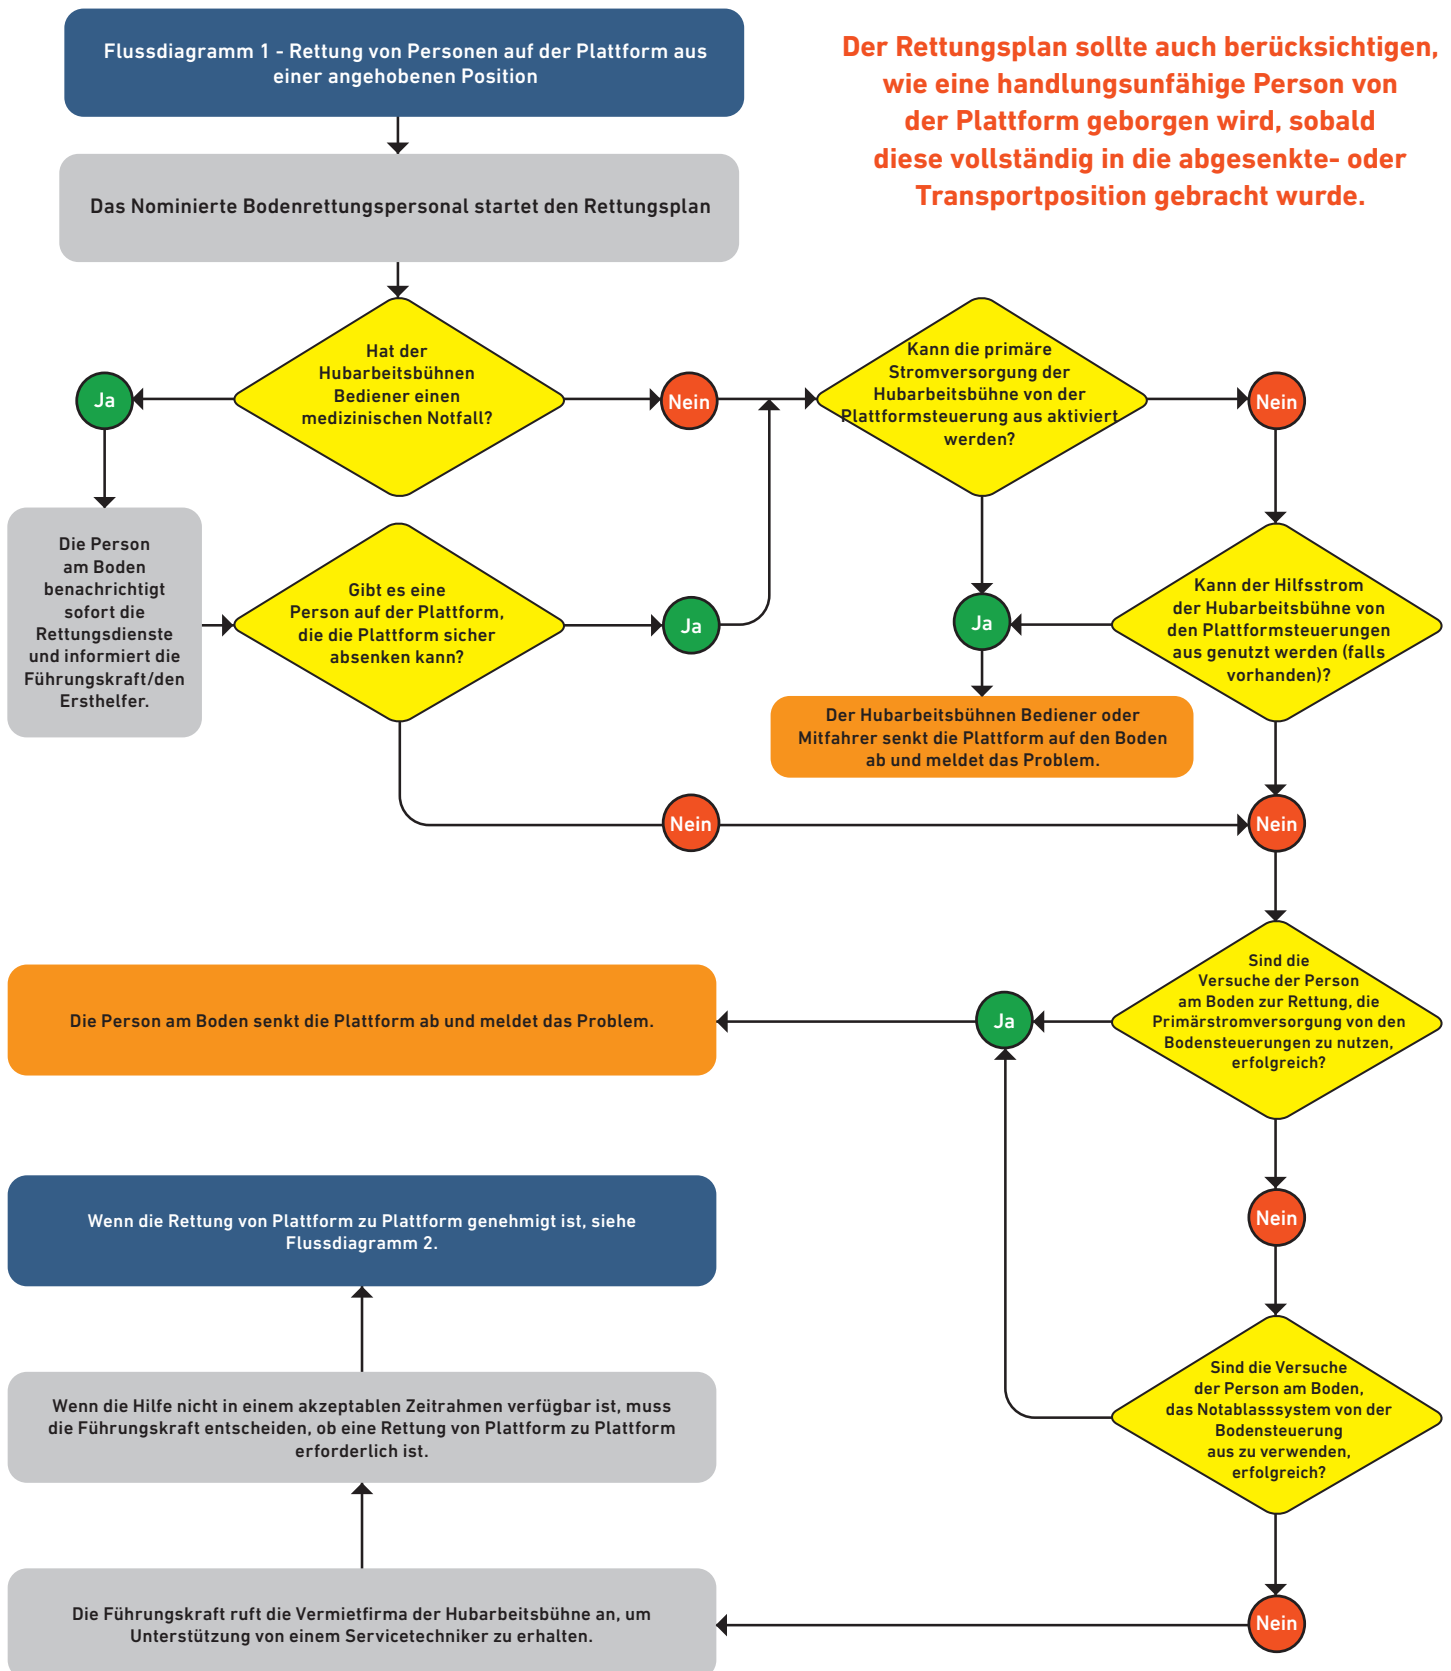 Flussdiagramm 1 - Rettung von Personen auf der Plattform aus
einer angehobenen Position
Der Rettungsplan sollte auch berücksichtigen,
wie eine handlungsunfähige Person von
der Plattform geborgen wird, sobald
diese vollständig in die abgesenkte- oder
Transportposition gebracht wurde.
Das Nominierte Bodenrettungspersonal startet den Rettungsplan
Hat der
Hubarbeitsbühnen
Bediener einen
medizinischen Notfall?
Ja
Nein
Kann die primäre
Stromversorgung der
Hubarbeitsbühne von der
Plattformsteuerung aus aktiviert
werden?
Nein
Die Person
am Boden
benachrichtigt
sofort die
Rettungsdienste
und informiert die
Führungskraft/den
Ersthelfer.
Gibt es eine
Person auf der Plattform,
die die Plattform sicher
absenken kann?
Ja
Ja
Kann der Hilfsstrom
der Hubarbeitsbühne von
den Plattformsteuerungen
aus genutzt werden (falls
vorhanden)?
Der Hubarbeitsbühnen Bediener oder
Mitfahrer senkt die Plattform auf den Boden
ab und meldet das Problem.
Nein
Nein
Sind die
Versuche der Person
am Boden zur Rettung, die
Primärstromversorgung von den
Bodensteuerungen zu nutzen,
erfolgreich?
Ja
Die Person am Boden senkt die Plattform ab und meldet das Problem.
Nein
Wenn die Rettung von Plattform zu Plattform genehmigt ist, siehe
Flussdiagramm 2.
Sind die Versuche
der Person am Boden,
das Notablasssystem von der
Bodensteuerung
aus zu verwenden,
erfolgreich?
Wenn die Hilfe nicht in einem akzeptablen Zeitrahmen verfügbar ist, muss
die Führungskraft entscheiden, ob eine Rettung von Plattform zu Plattform
erforderlich ist.
Nein
Die Führungskraft ruft die Vermietfirma der Hubarbeitsbühne an, um
Unterstützung von einem Servicetechniker zu erhalten.